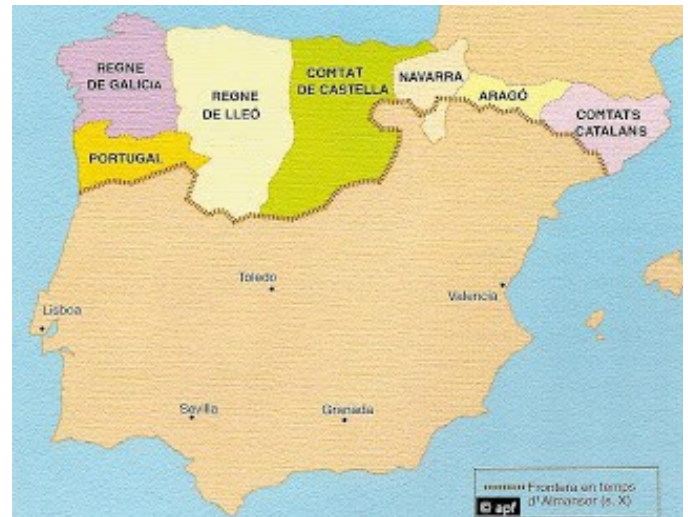 REGNE
DE GALICIA
REGNE
DE LLEÓ
COMTAT
DE CASTELLA
NAVARRA
ARAGÓ
COMTATS
CATALANS
PORTUGAL
Toledo
Valencia
Lisboa
Sevilla
Granada
Frontera en temps
d'Almansor (s. X)
© apf